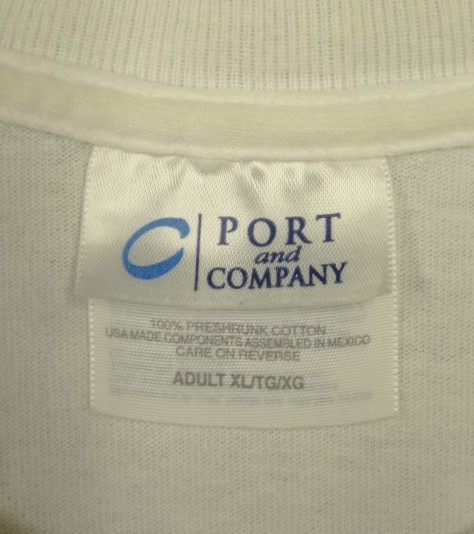 PORT
and
COMPANY
100% PRESHRUNK COTTON
USA MADE COMPONENTS ASSEMBLED IN MEXICO
CARE ON REVERSE
ADULT XL/TG/XG